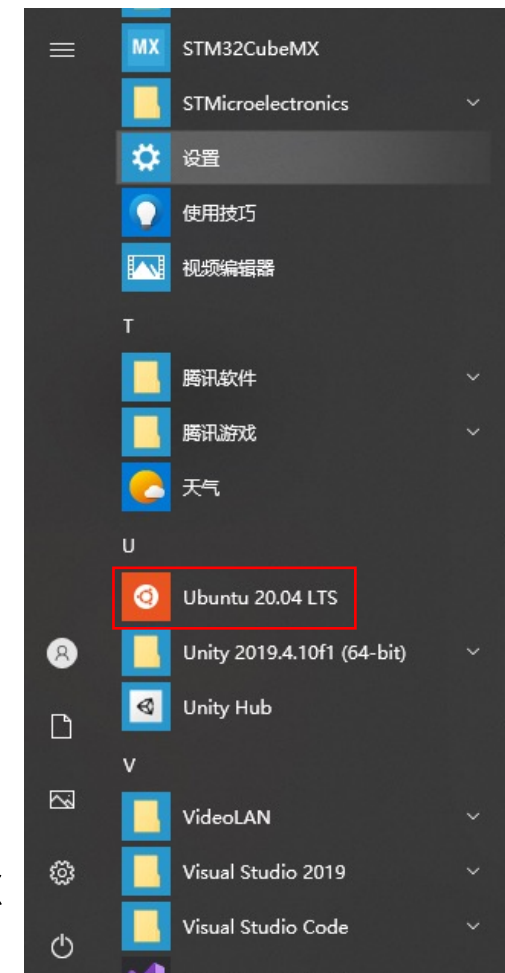 MX
STM32CubeMX
STMicroelectronics
设置
使用技巧
视频编辑器
T
腾讯软件
腾讯游戏
天气
U
Ubuntu 20.04 LTS
Unity 2019.4.10f1 (64-bit)
Unity Hub
V
VideoLAN
Visual Studio 2019
Visual Studio Code